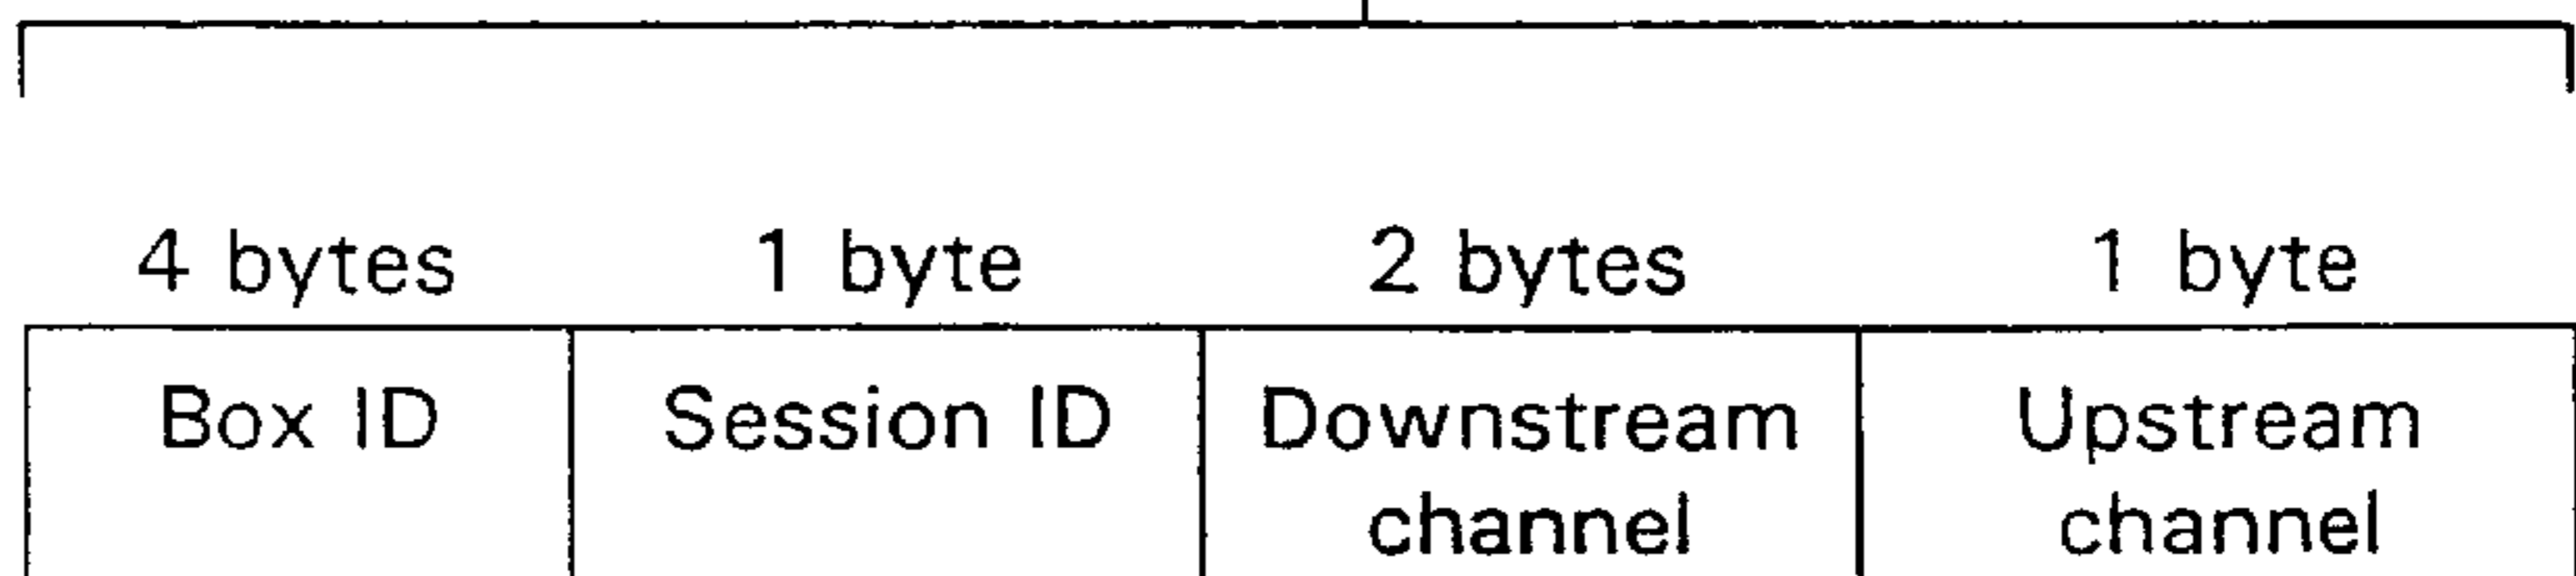 4 bytes 1 byte 2 bytes 1 byte
Box ID Session ID Downstream Upstream
channel channel